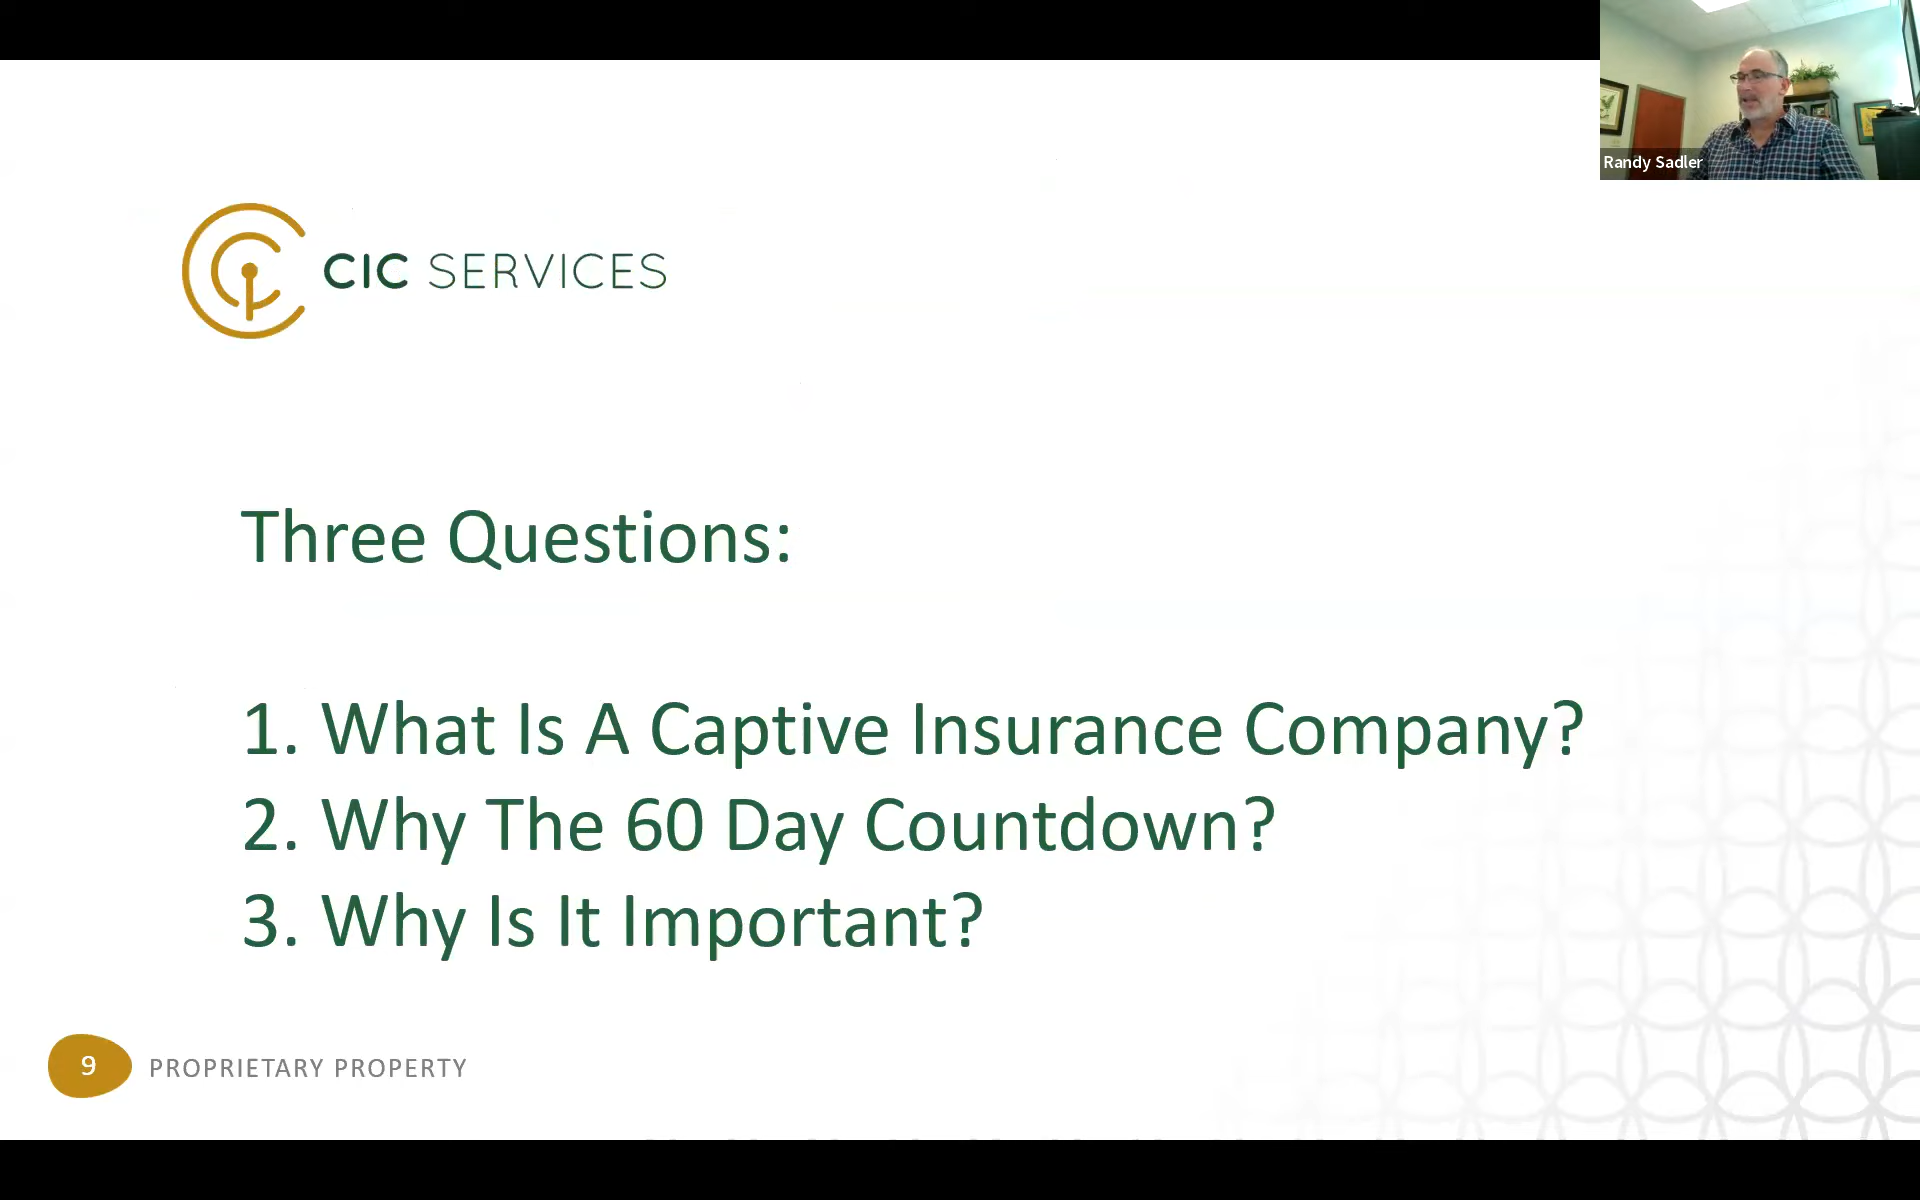 Randy Sadler
CIC SERVICES
Three Questions:
1. What Is A Captive Insurance Company?
2. Why The 60 Day Countdown?
3. Why Is It Important?
9 PROPRIETARY PROPERTY